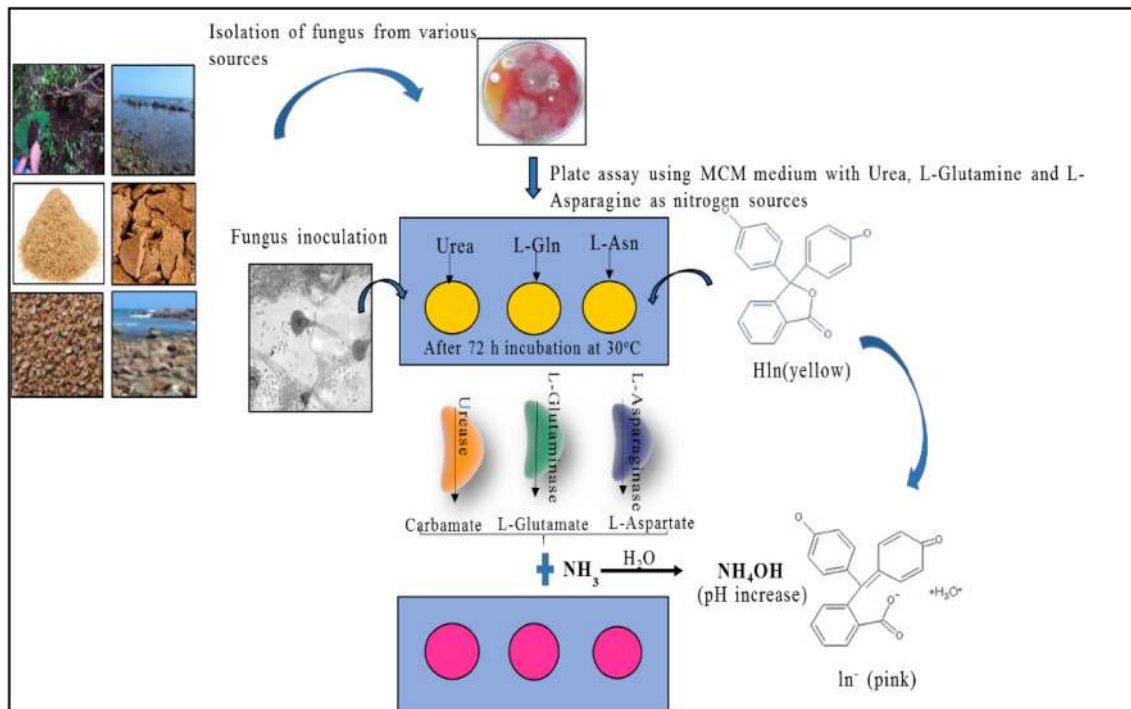 Isolation of fungus from various
sources
Plate assay using MCM medium with Urea, L-Glutamine and L-
Asparagine as nitrogen sources
Fungus inoculation
Urea
L-Gln
L-Asn
After 72 h incubation at 30°C
O
O
O
O
Hln(yellow)
Urease
L-Glutaminase
L-Asparaginase
Carbamate
L-Glutamate
L-Aspartate
+ NH₃
H₂O
NH₄OH
(pH increase)
O
O
O⁻
O
+H₃O⁺
ln⁻ (pink)